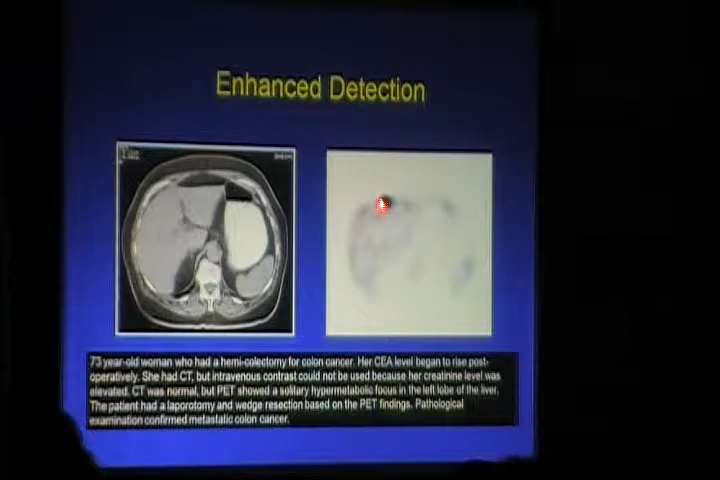 Enhanced Detection
73 year-old woman who had a hemi-colectomy for colon cancer. Her CEA level began to rise post-
operatively. She had CT, but intravenous contrast could not be used because her creatinine level was
elevated. CT was normal, but PET showed a solitary hypermetabolic focus in the left lobe of the liver.
The patient had a laporotomy and wedge resection based on the PET findings. Pathological
examination confirmed metastatic colon cancer.